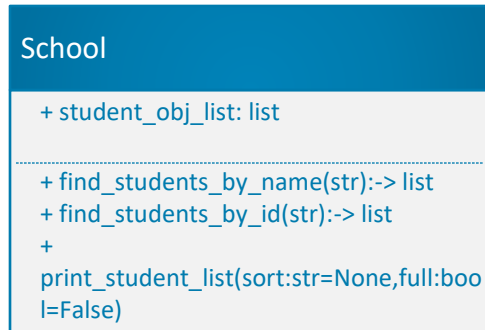 School
+ student_obj_list: list
+ find_students_by_name(str):-> list
+ find_students_by_id(str):-> list
+
print_student_list(sort:str=None,full:boo
l=False)